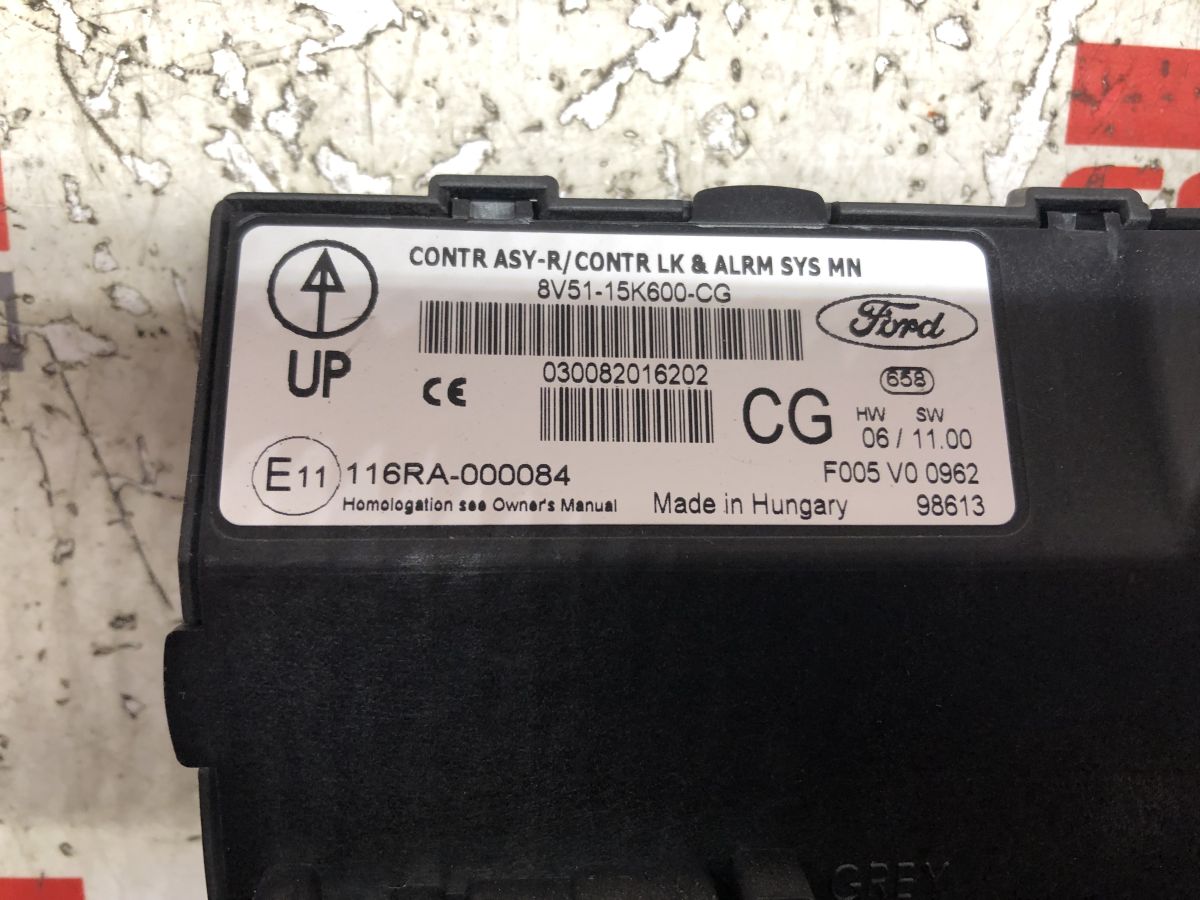 CONTR ASY-R/CONTR LK & ALRM SYS MN
8V51-15K600-CG
Ford
UP
CE
030082016202
CG
658
HW SW
06 / 11.00
E11
116RA-000084
F005 V0 0962
Homologation see Owner's Manual
Made in Hungary
98613
GREY